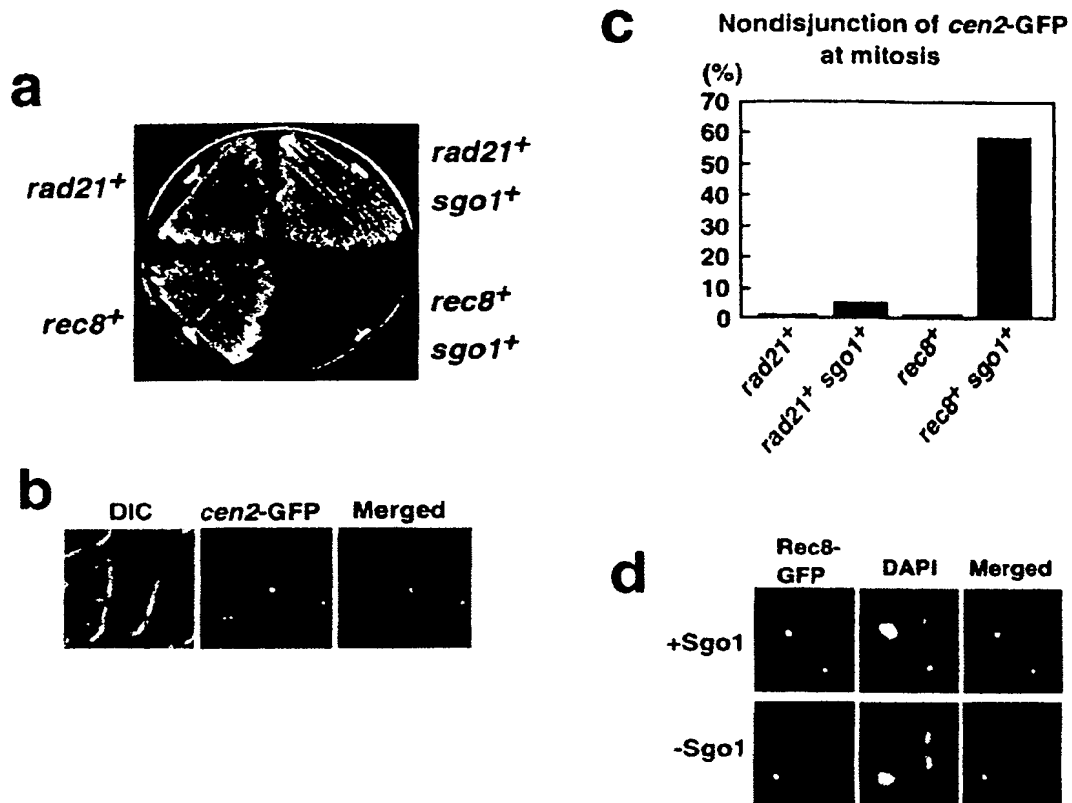 a
rad21+
rad21+
sgo1+
rec8+
rec8+
sgo1+
b
DIC cen2-GFP Merged
c
Nondisjunction of cen2-GFP
at mitosis
(%)
70
60
50
40
30
20
10
0
rad21+
rad21+ sgo1+
rec8+
rec8+ sgo1+
d
Rec8-
GFP
DAPI
Merged
+Sgo1
-Sgo1